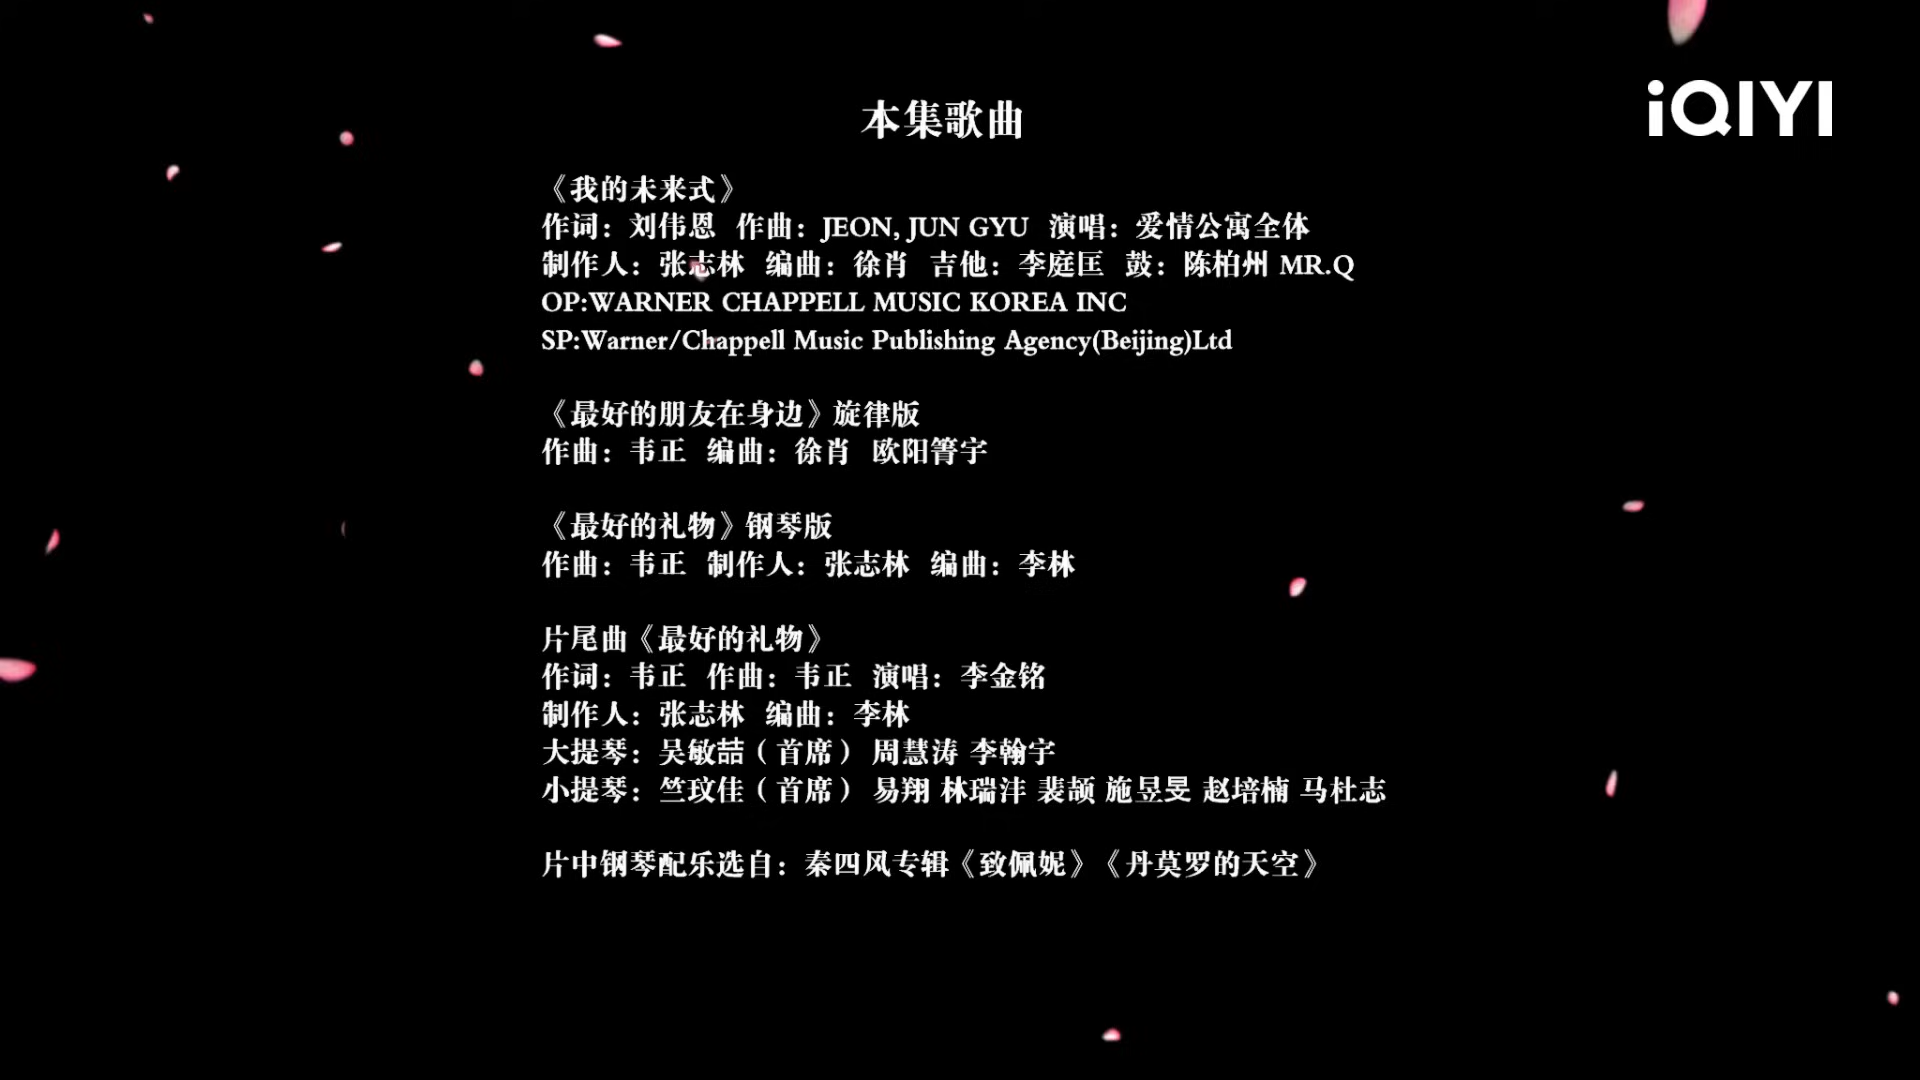 iQIYI
本集歌曲
《我的未来式》
作词：刘伟恩 作曲：JEON, JUN GYU 演唱：爱情公寓全体
制作人：张志林 编曲：徐肖 吉他：李庭匡 鼓：陈柏州 MR.Q
OP:WARNER CHAPPELL MUSIC KOREA INC
SP:Warner/Chappell Music Publishing Agency(Beijing)Ltd
《最好的朋友在身边》旋律版
作曲：韦正 编曲：徐肖 欧阳箐宇
《最好的礼物》钢琴版
作曲：韦正 制作人：张志林 编曲：李林
片尾曲《最好的礼物》
作词：韦正 作曲：韦正 演唱：李金铭
制作人：张志林 编曲：李林
大提琴：吴敏喆（首席） 周慧涛 李翰宇
小提琴：竺玟佳（首席） 易翔 林瑞沣 裴颉 施昱旻 赵培楠 马杜志
片中钢琴配乐选自：秦四风专辑《致佩妮》《丹莫罗的天空》